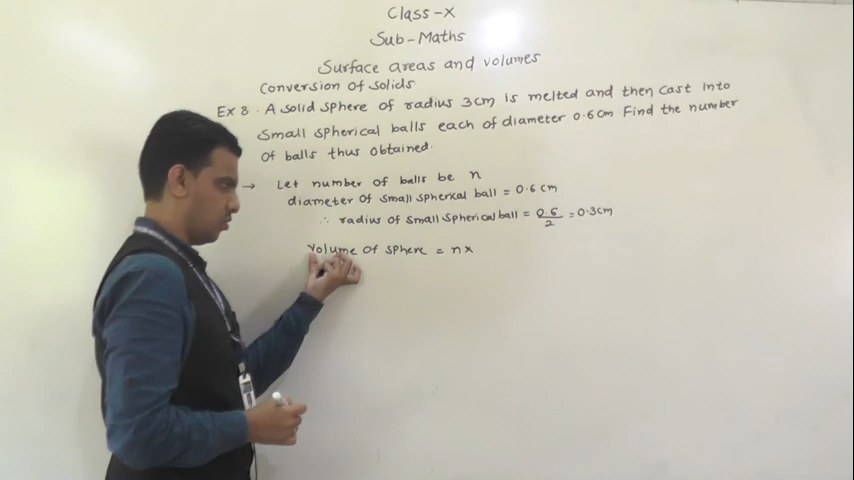 Class-X
Sub-Maths
Surface areas and volumes
Conversion of solids
Ex 8. A solid sphere of radius 3cm is melted and then cast into
small spherical balls each of diameter 0.6cm Find the number
of balls thus obtained.
→ Let number of balls be n
diameter of small spherical ball = 0.6 cm
∴ radius of small spherical ball = 0.6/2 = 0.3cm
Volume of sphere = nx